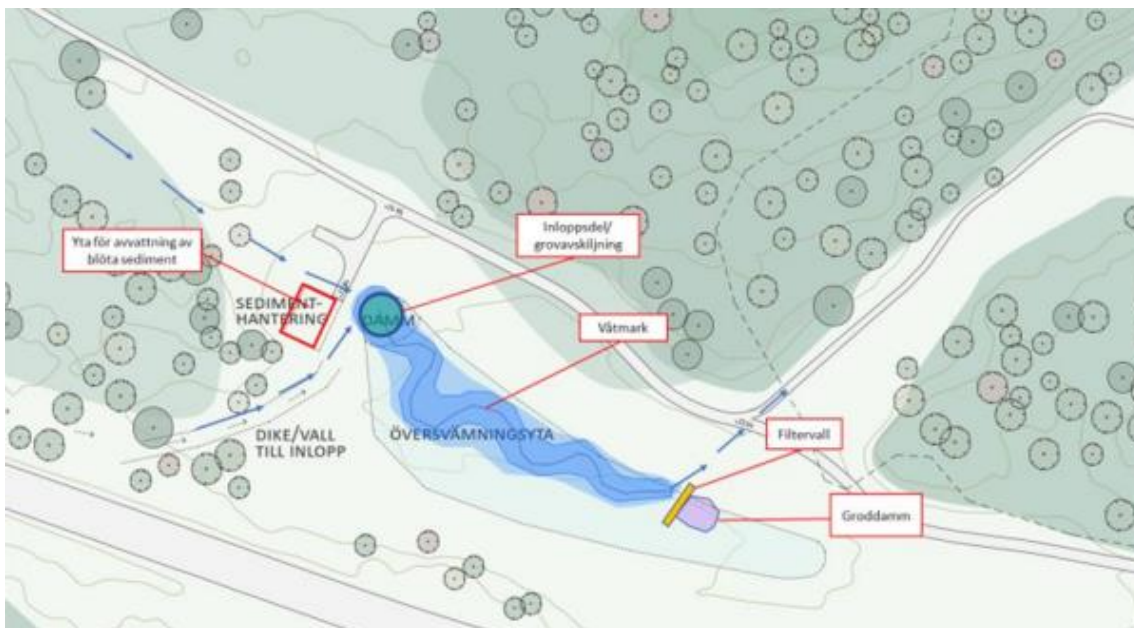 Inloppsdel/
grovavskiljning
Yta för avvattning av
blöta sediment
SEDIMENT-
HANTERING
DAMM
Våtmark
DIKE/VALL
TILL INLOPP
ÖVERSVÄMNINGSYTA
Filtervall
Groddamm